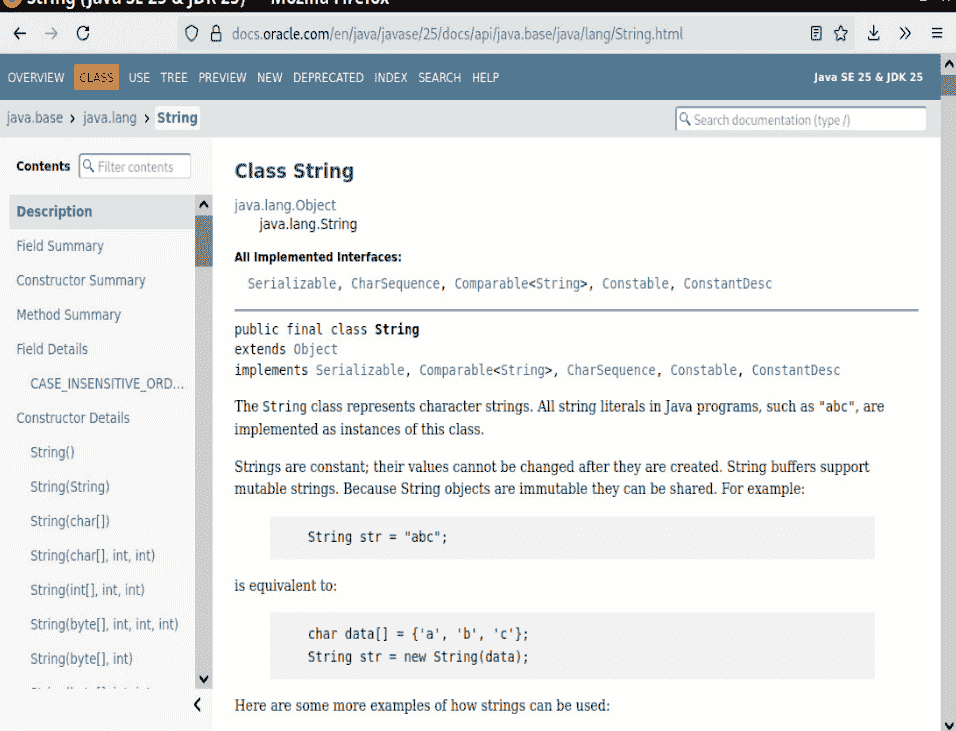 String (Java SE 25 & JDK 25) — Mozilla Firefox
docs.oracle.com/en/java/javase/25/docs/api/java.base/java/lang/String.html
OVERVIEW CLASS USE TREE PREVIEW NEW DEPRECATED INDEX SEARCH HELP Java SE 25 & JDK 25
java.base > java.lang > String Search documentation (type /)
Contents Filter contents
Description
Field Summary
Constructor Summary
Method Summary
Field Details
CASE_INSENSITIVE_ORD...
Constructor Details
String()
String(String)
String(char[])
String(char[], int, int)
String(int[], int, int)
String(byte[], int, int, int)
String(byte[], int)
Class String
java.lang.Object
java.lang.String
All Implemented Interfaces:
Serializable, CharSequence, Comparable<String>, Constable, ConstantDesc
public final class String
extends Object
implements Serializable, Comparable<String>, CharSequence, Constable, ConstantDesc
The String class represents character strings. All string literals in Java programs, such as "abc", are
implemented as instances of this class.
Strings are constant; their values cannot be changed after they are created. String buffers support
mutable strings. Because String objects are immutable they can be shared. For example:
String str = "abc";
is equivalent to:
char data[] = {'a', 'b', 'c'};
String str = new String(data);
Here are some more examples of how strings can be used: